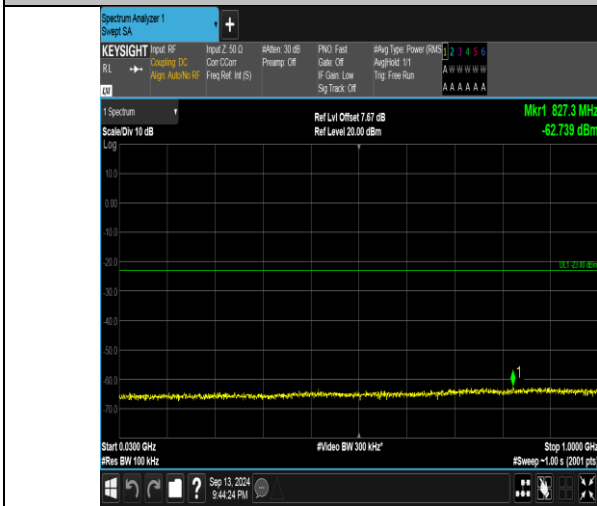 Spectrum Analyzer 1
Swept SA
+
KEYSIGHT Input: RF Input Z: 50 Ω #Atten: 30 dB PNO: Fast #Avg Type: Power (RMS 1 2 3 4 5 6
RL Coupling: DC Corr CCorr Preamp: Off Gate: Off Avg|Hold: 1/1 A W W W W W
Align: Auto/No RF Freq Ref: Int (S) IF Gain: Low Trig: Free Run
Sig Track: Off A A A A A A
1 Spectrum Ref Lvl Offset 7.67 dB Mkr1 827.3 MHz
Scale/Div 10 dB Ref Level 20.00 dBm -62.739 dBm
Log
10.0
0.00
-10.0
-20.0
DL1 -23.00 dBm
-30.0
-40.0
-50.0
1
-60.0
-70.0
Start 0.0300 GHz #Video BW 300 kHz* Stop 1.0000 GHz
#Res BW 100 kHz #Sweep ~1.00 s (2001 pts)
? Sep 13, 2024
9:44:24 PM